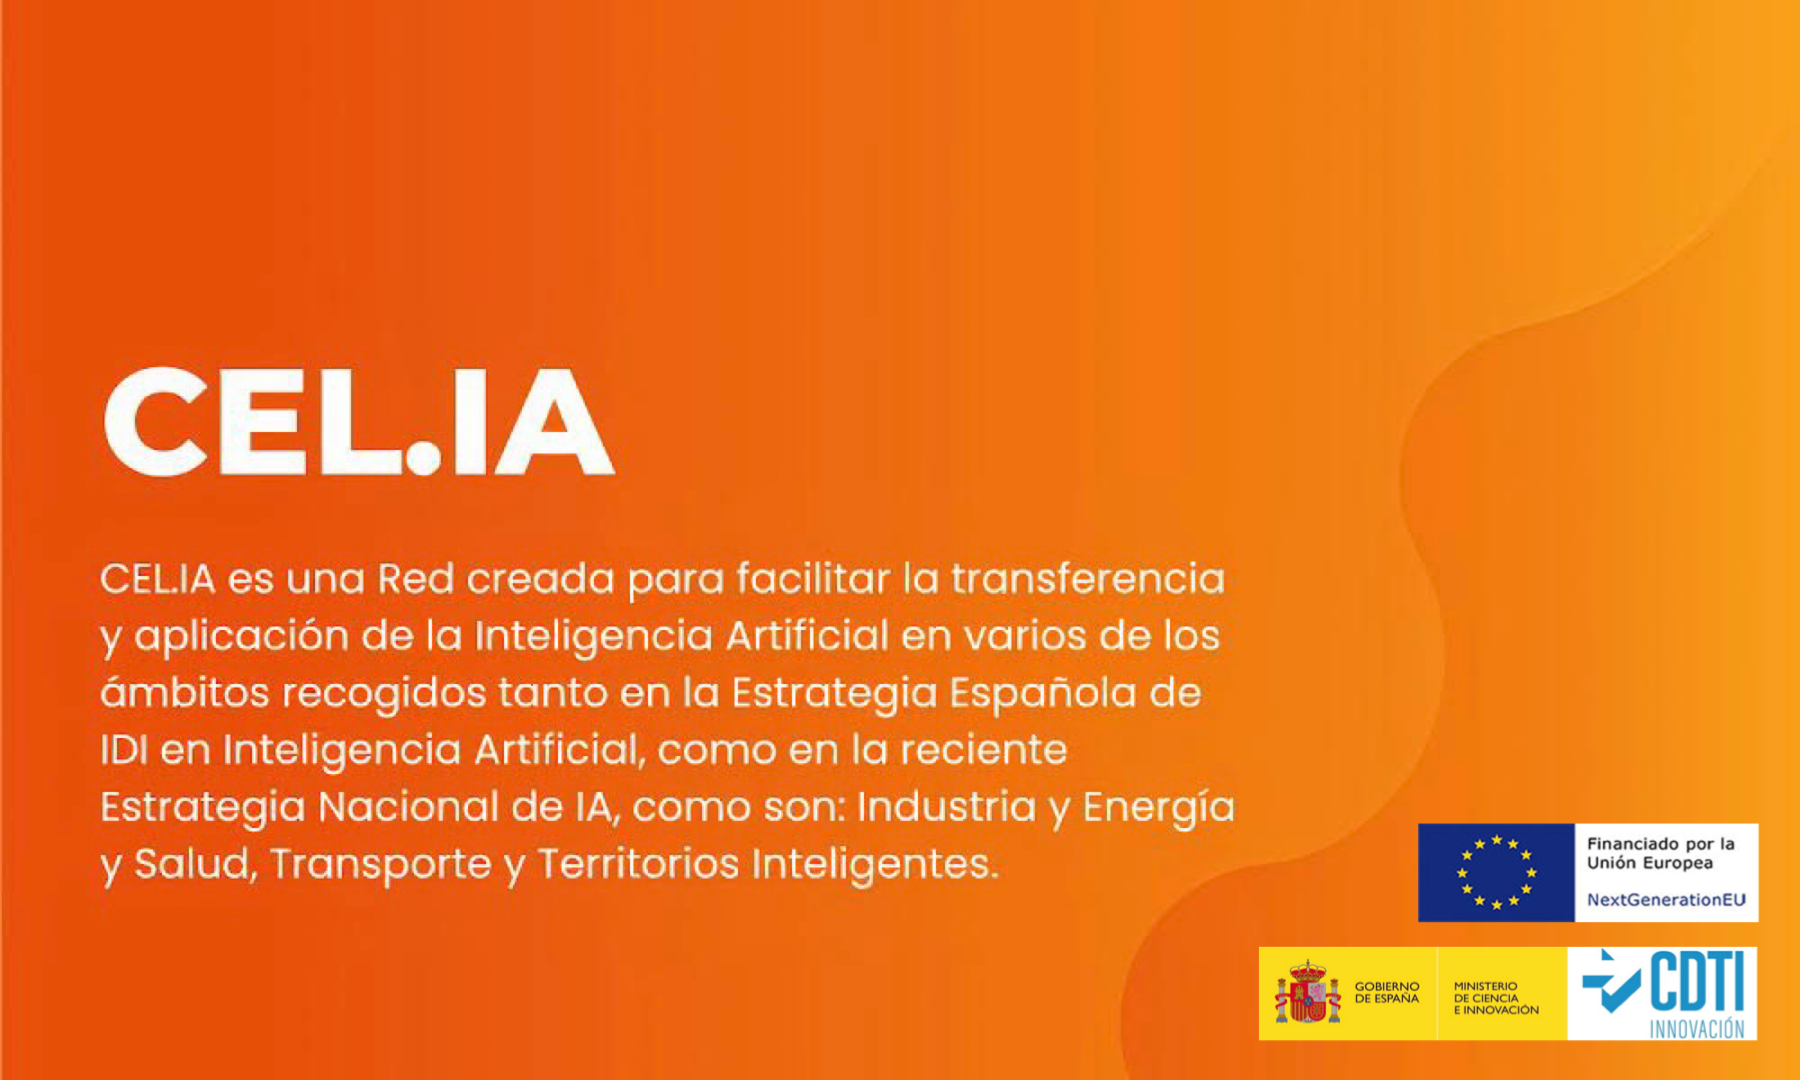 CEL.IA
CEL.IA es una Red creada para facilitar la transferencia
y aplicación de la Inteligencia Artificial en varios de los
ámbitos recogidos tanto en la Estrategia Española de
IDI en Inteligencia Artificial, como en la reciente
Estrategia Nacional de IA, como son: Industria y Energía
y Salud, Transporte y Territorios Inteligentes.
Financiado por la
Unión Europea
NextGenerationEU
GOBIERNO
DE ESPAÑA
MINISTERIO
DE CIENCIA
E INNOVACIÓN
CDTI
INNOVACIÓN